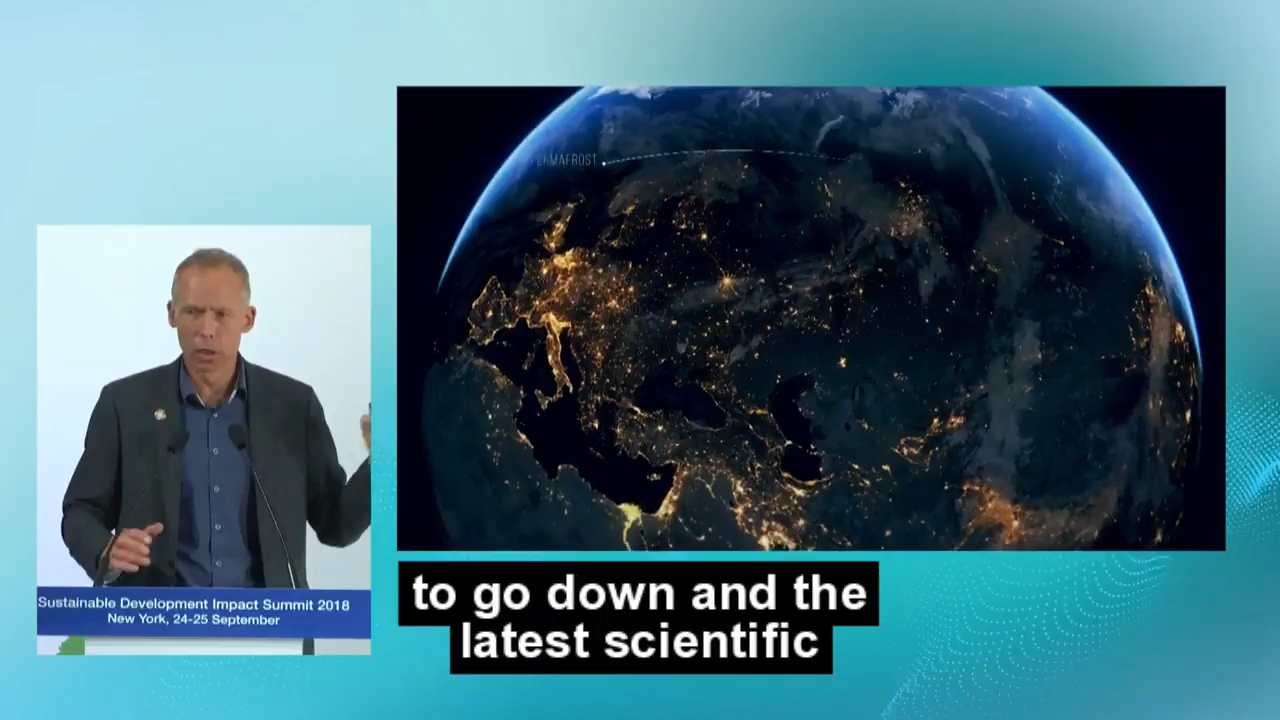 Sustainable Development Impact Summit 2018
New York, 24-25 September
to go down and the
latest scientific